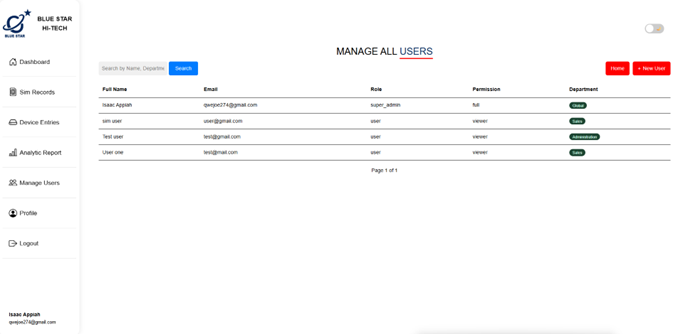 BLUE STAR
HI-TECH
BLUE STAR
Dashboard
Sim Records
Device Entries
Analytic Report
Manage Users
Profile
Logout
Isaac Appiah
qwejoe274@gmail.com
MANAGE ALL USERS
Search by Name, Departme
Search
Home
+ New User
Full Name Email Role Permission Department
Isaac Appiah qwejoe274@gmail.com super_admin full Global
sim user user@gmail.com user viewer Sales
Test user test@gmail.com user viewer Administration
User one test@mail.com user viewer Sales
Page 1 of 1